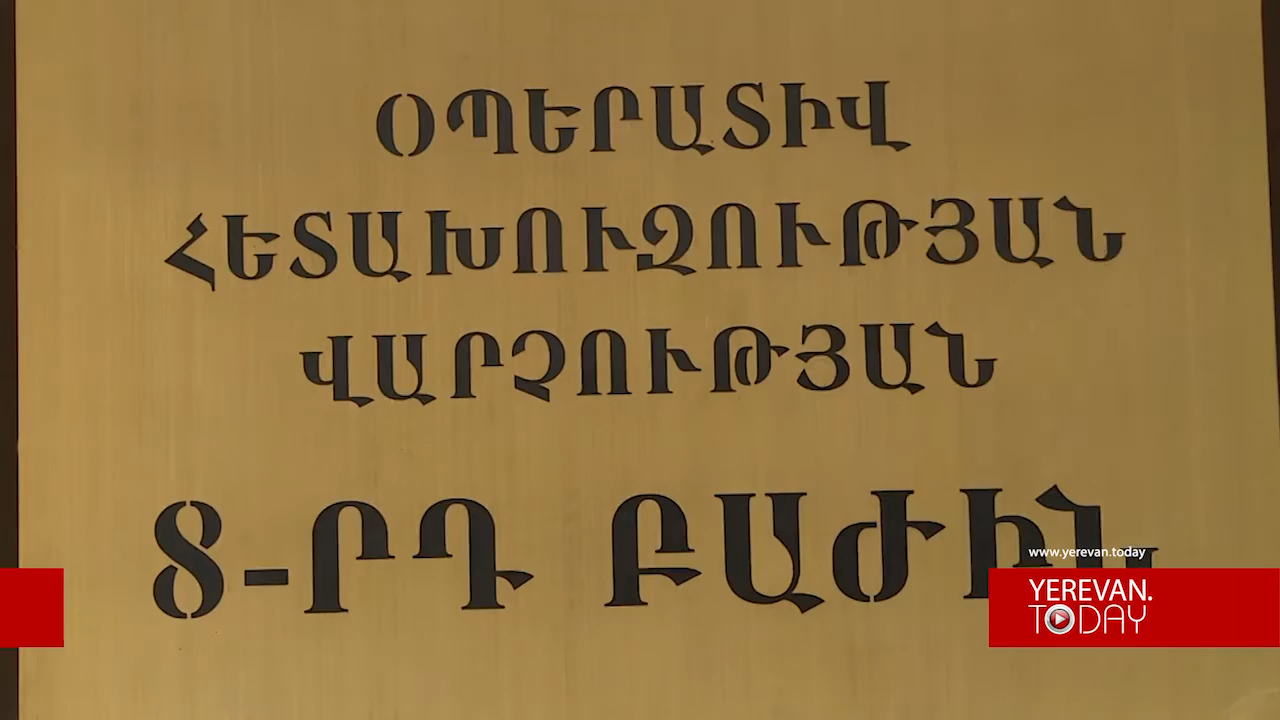 ՕՊԵՐԱՏԻՎ
ՀԵՏԱԽՈՒԶՈՒԹՅԱՆ
ՎԱՐՉՈՒԹՅԱՆ
8-ՐԴ ԲԱԺԻՆ
www.yerevan.today
YEREVAN.
TODAY